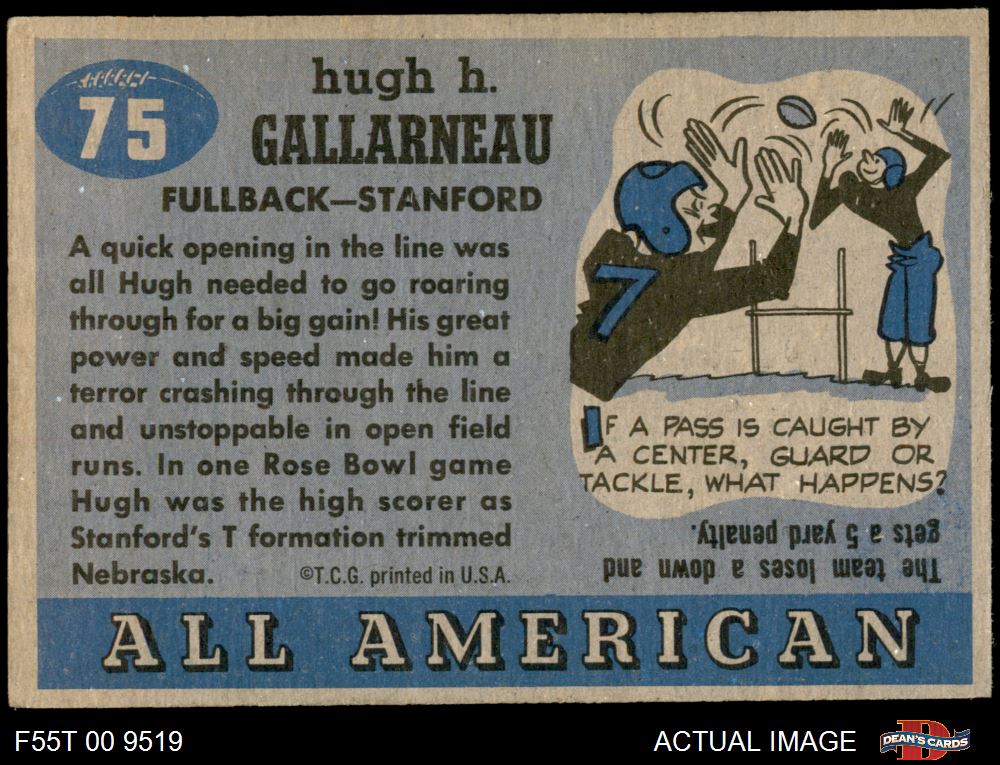 75
hugh h.
GALLARNEAU
FULLBACK—STANFORD
A quick opening in the line was
all Hugh needed to go roaring
through for a big gain! His great
power and speed made him a
terror crashing through the line
and unstoppable in open field
runs. In one Rose Bowl game
Hugh was the high scorer as
Stanford's T formation trimmed
Nebraska.
©T.C.G. printed in U.S.A.
7
IF A PASS IS CAUGHT BY
A CENTER, GUARD OR
TACKLE, WHAT HAPPENS?
The team loses a down and
gets a 5 yard penalty.
ALL AMERICAN
F55T 00 9519
ACTUAL IMAGE
D
DEAN'S CARDS